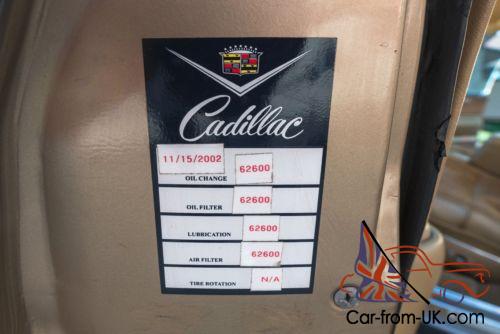 Cadillac
11/15/2002
OIL CHANGE 62600
OIL FILTER 62600
LUBRICATION 62600
AIR FILTER 62600
TIRE ROTATION N/A
Car-from-UK.com